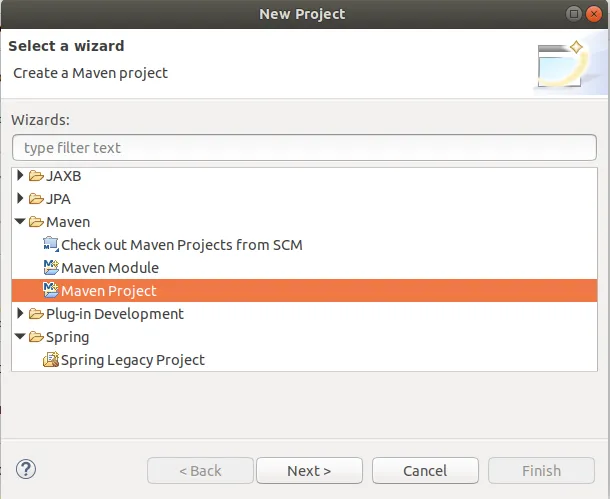 New Project
Select a wizard
Create a Maven project
Wizards:
type filter text
JAXB
JPA
Maven
Check out Maven Projects from SCM
Maven Module
Maven Project
Plug-in Development
Spring
Spring Legacy Project
? < Back Next > Cancel Finish